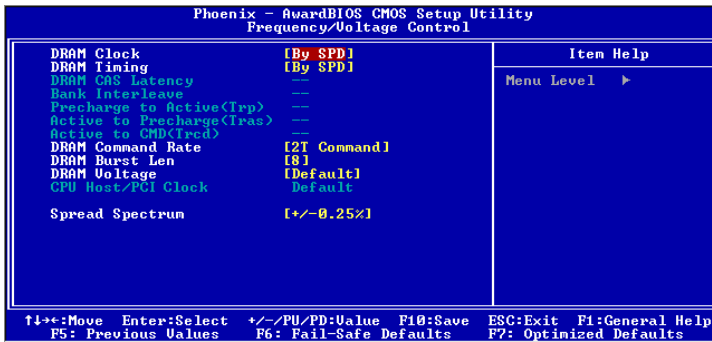 Phoenix - AwardBIOS CMOS Setup Utility
Frequency/Voltage Control
DRAM Clock [By SPD]
DRAM Timing [By SPD]
DRAM CAS Latency --
Bank Interleave --
Precharge to Active(Trp) --
Active to Precharge(Tras) --
Active to CMD(Trcd) --
DRAM Command Rate [2T Command]
DRAM Burst Len [8]
DRAM Voltage [Default]
CPU Host/PCI Clock Default
Spread Spectrum [+/-0.25%]
Item Help
Menu Level ▶
↑↓→←:Move Enter:Select +/-/PU/PD:Value F10:Save ESC:Exit F1:General Help
F5: Previous Values F6: Fail-Safe Defaults F7: Optimized Defaults